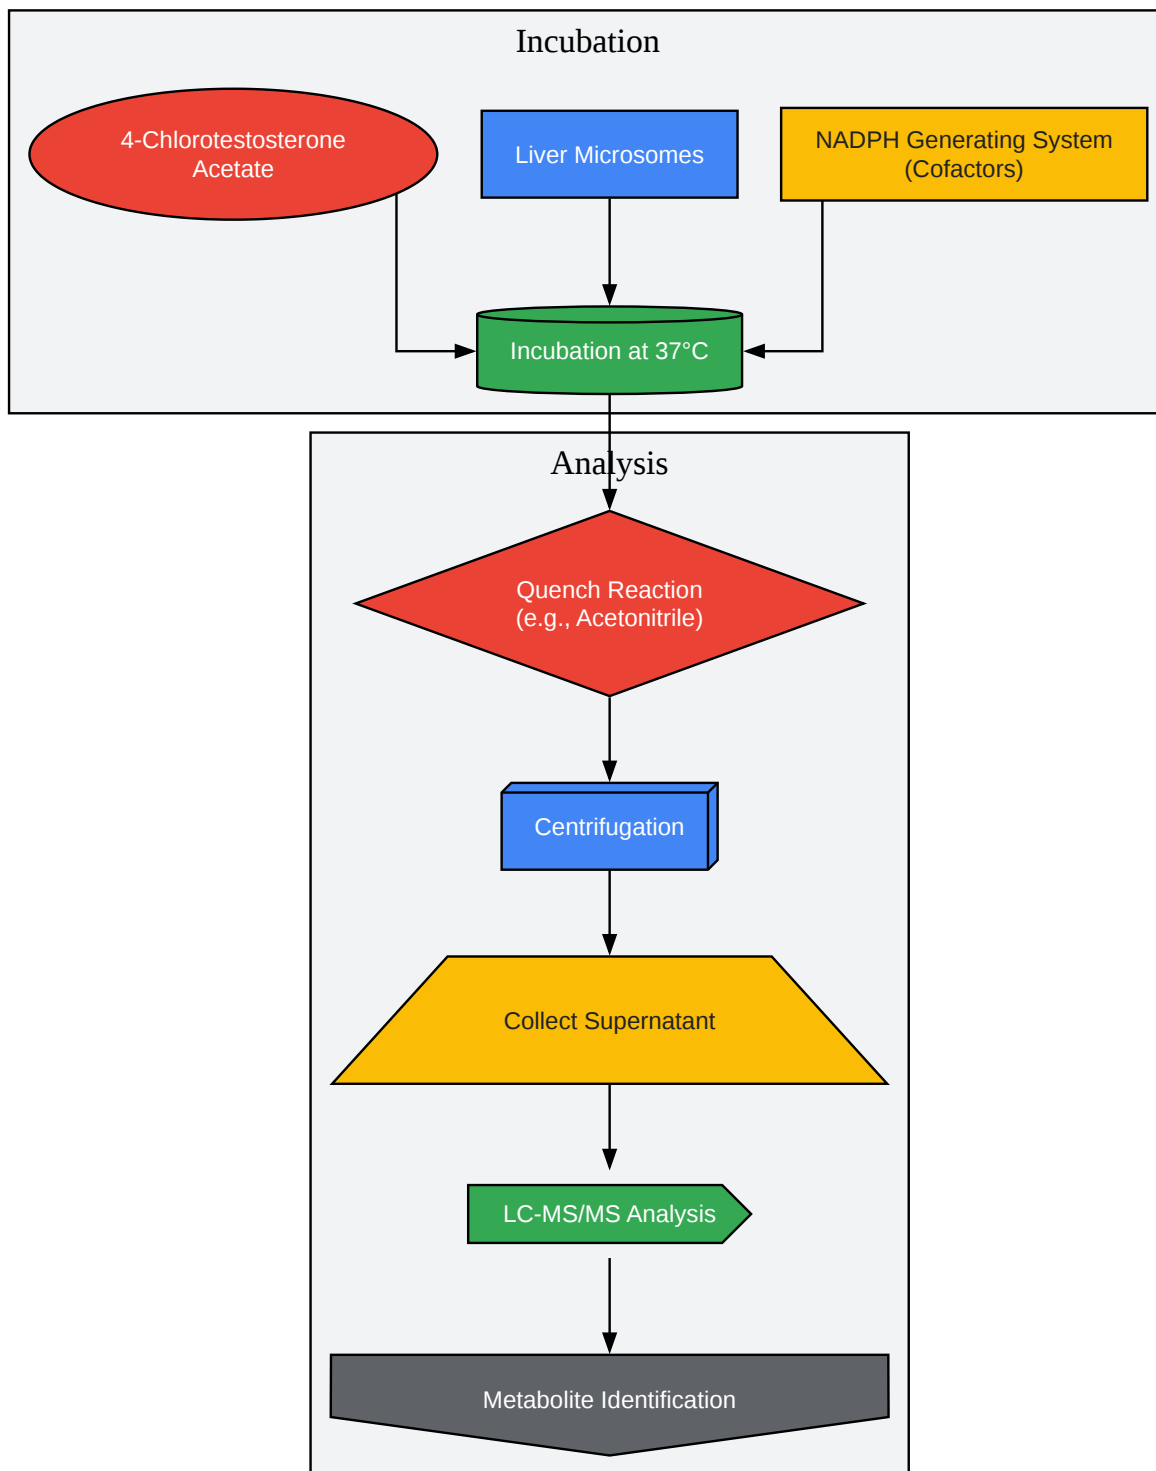 Incubation
4-Chlorotestosterone
Acetate
Liver Microsomes
NADPH Generating System
(Cofactors)
Incubation at 37°C
Analysis
Quench Reaction
(e.g., Acetonitrile)
Centrifugation
Collect Supernatant
LC-MS/MS Analysis
Metabolite Identification